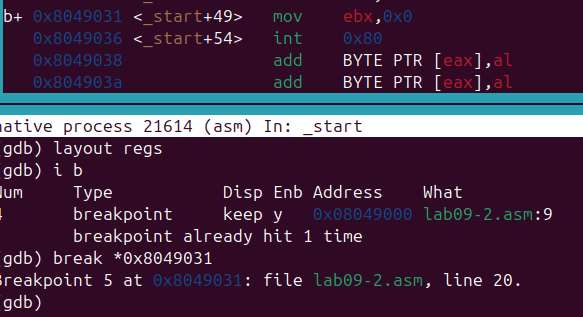 b+ 0x8049031 <_start+49> mov ebx,0x0
0x8049036 <_start+54> int 0x80
0x8049038 add BYTE PTR [eax],al
0x804903a add BYTE PTR [eax],al
native process 21614 (asm) In: _start
(gdb) layout regs
(gdb) i b
Num Type Disp Enb Address What
4 breakpoint keep y 0x08049000 lab09-2.asm:9
breakpoint already hit 1 time
(gdb) break *0x8049031
Breakpoint 5 at 0x8049031: file lab09-2.asm, line 20.
(gdb)